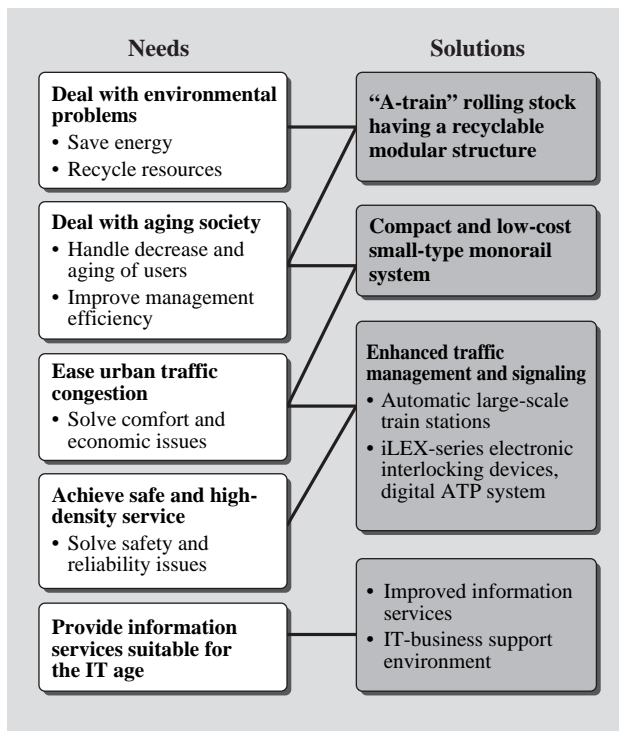 Needs
Deal with environmental
problems
• Save energy
• Recycle resources
Deal with aging society
• Handle decrease and
aging of users
• Improve management
efficiency
Ease urban traffic
congestion
• Solve comfort and
economic issues
Achieve safe and high-
density service
• Solve safety and
reliability issues
Provide information
services suitable for
the IT age
Solutions
“A-train” rolling stock
having a recyclable
modular structure
Compact and low-cost
small-type monorail
system
Enhanced traffic
management and signaling
• Automatic large-scale
train stations
• iLEX-series electronic
interlocking devices,
digital ATP system
• Improved information
services
• IT-business support
environment